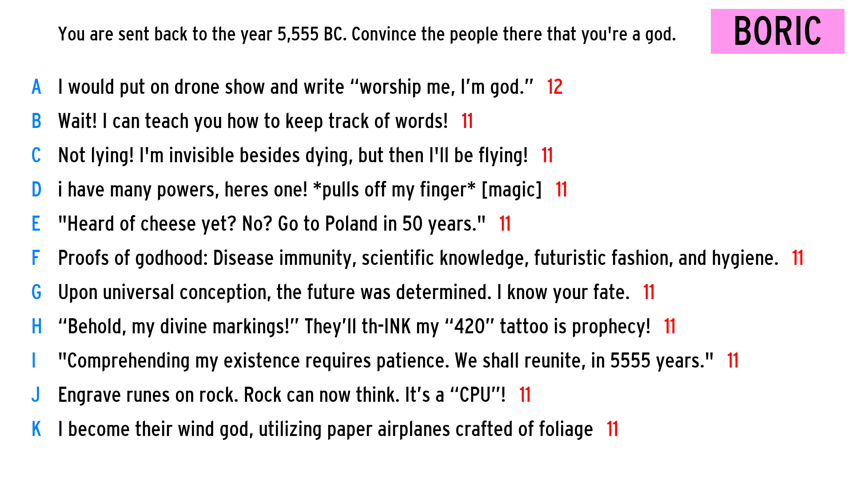 You are sent back to the year 5,555 BC. Convince the people there that you're a god.
BORIC
A I would put on drone show and write “worship me, I’m god.” 12
B Wait! I can teach you how to keep track of words! 11
C Not lying! I'm invisible besides dying, but then I'll be flying! 11
D i have many powers, heres one! *pulls off my finger* [magic] 11
E "Heard of cheese yet? No? Go to Poland in 50 years." 11
F Proofs of godhood: Disease immunity, scientific knowledge, futuristic fashion, and hygiene. 11
G Upon universal conception, the future was determined. I know your fate. 11
H “Behold, my divine markings!” They’ll th-INK my “420” tattoo is prophecy! 11
I "Comprehending my existence requires patience. We shall reunite, in 5555 years." 11
J Engrave runes on rock. Rock can now think. It’s a “CPU”! 11
K I become their wind god, utilizing paper airplanes crafted of foliage 11